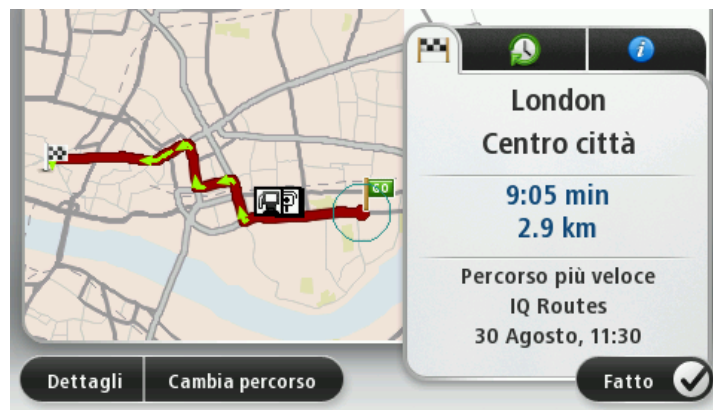 GO
P
London
Centro città
9:05 min
2.9 km
Percorso più veloce
IQ Routes
30 Agosto, 11:30
Dettagli
Cambia percorso
Fatto